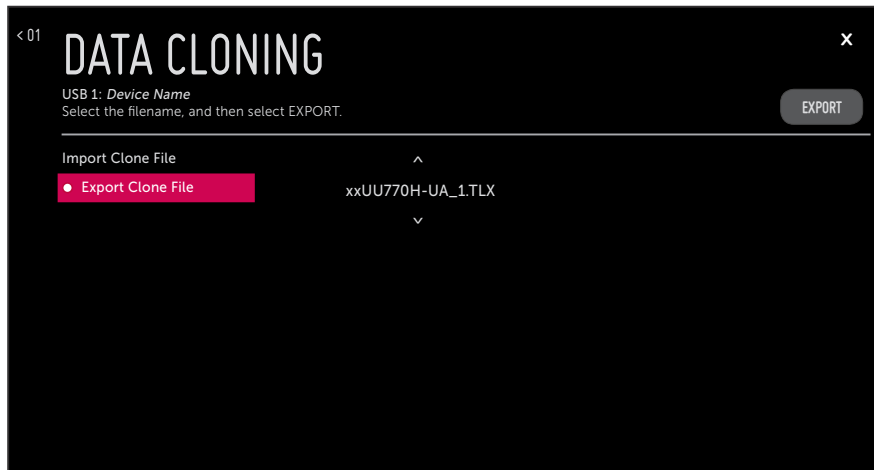 < 01
DATA CLONING
X
USB 1: Device Name
Select the filename, and then select EXPORT.
EXPORT
Import Clone File
Export Clone File
xxUU770H-UA_1.TLX